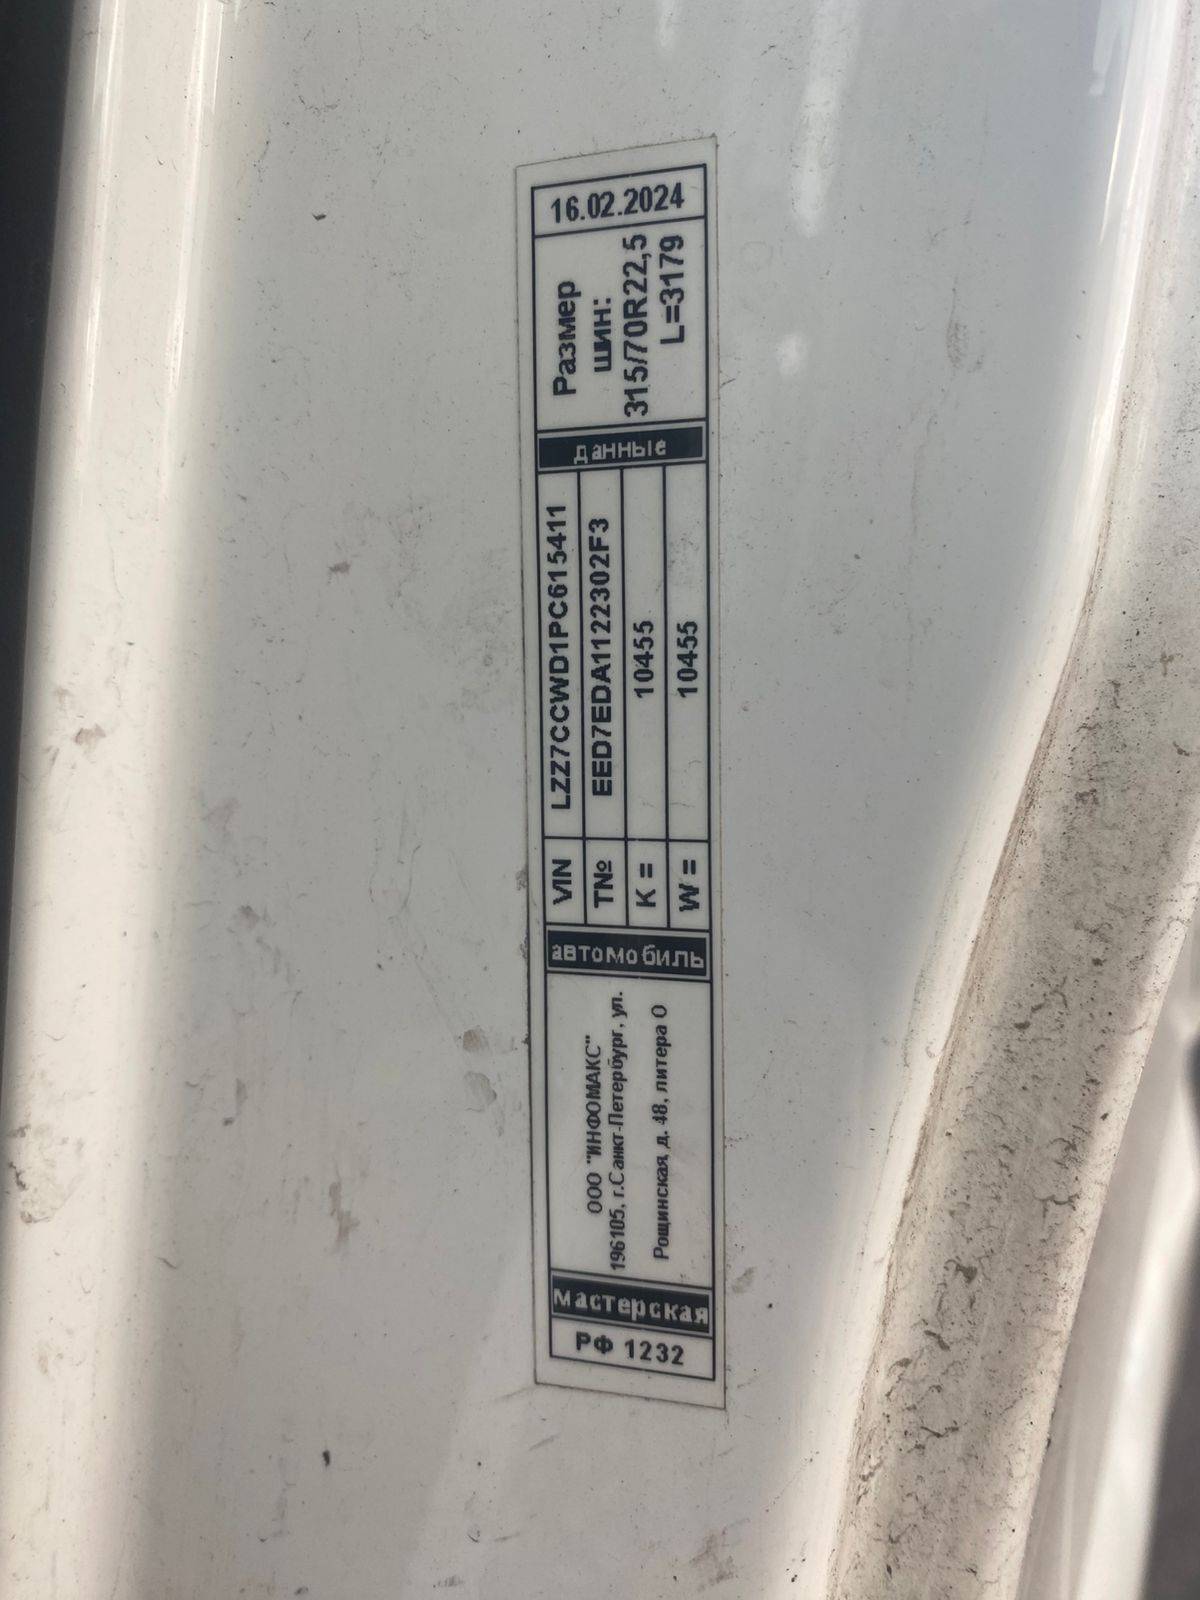 РФ 1232
мастерская
ООО "ИНФОМАКС"
196105, г.Санкт-Петербург, ул.
Рощинская, д. 48, литера О
автомобиль
VIN LZZ7CCWD1PC615411
TN№ EED7EDA1122302F3
K = 10455
W = 10455
данные
Размер
шин:
315/70R22,5
L=3179
16.02.2024